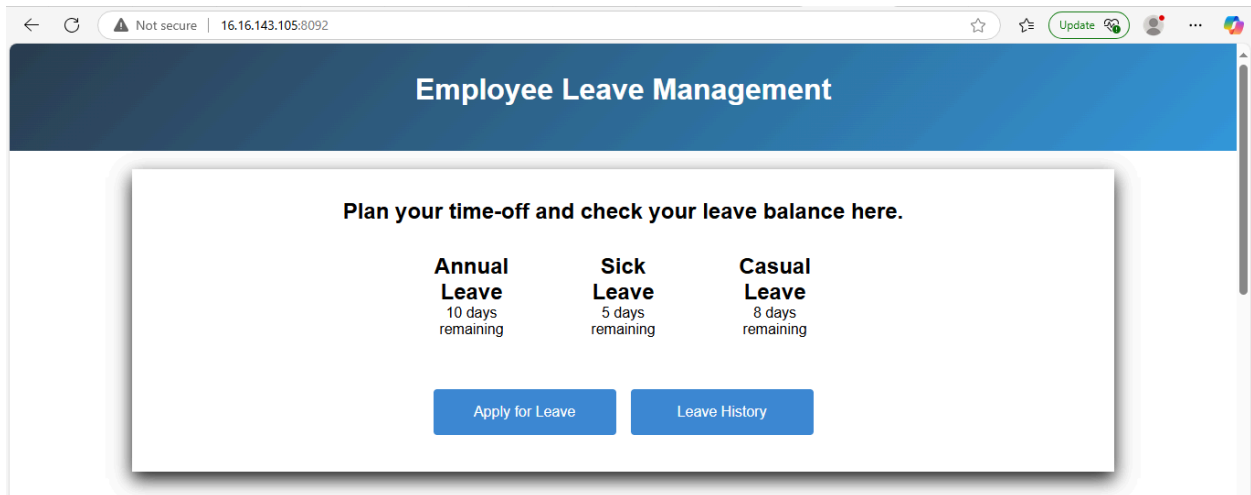 Not secure | 16.16.143.105:8092 Update
Employee Leave Management
Plan your time-off and check your leave balance here.
Annual
Leave
10 days
remaining
Sick
Leave
5 days
remaining
Casual
Leave
8 days
remaining
Apply for Leave
Leave History